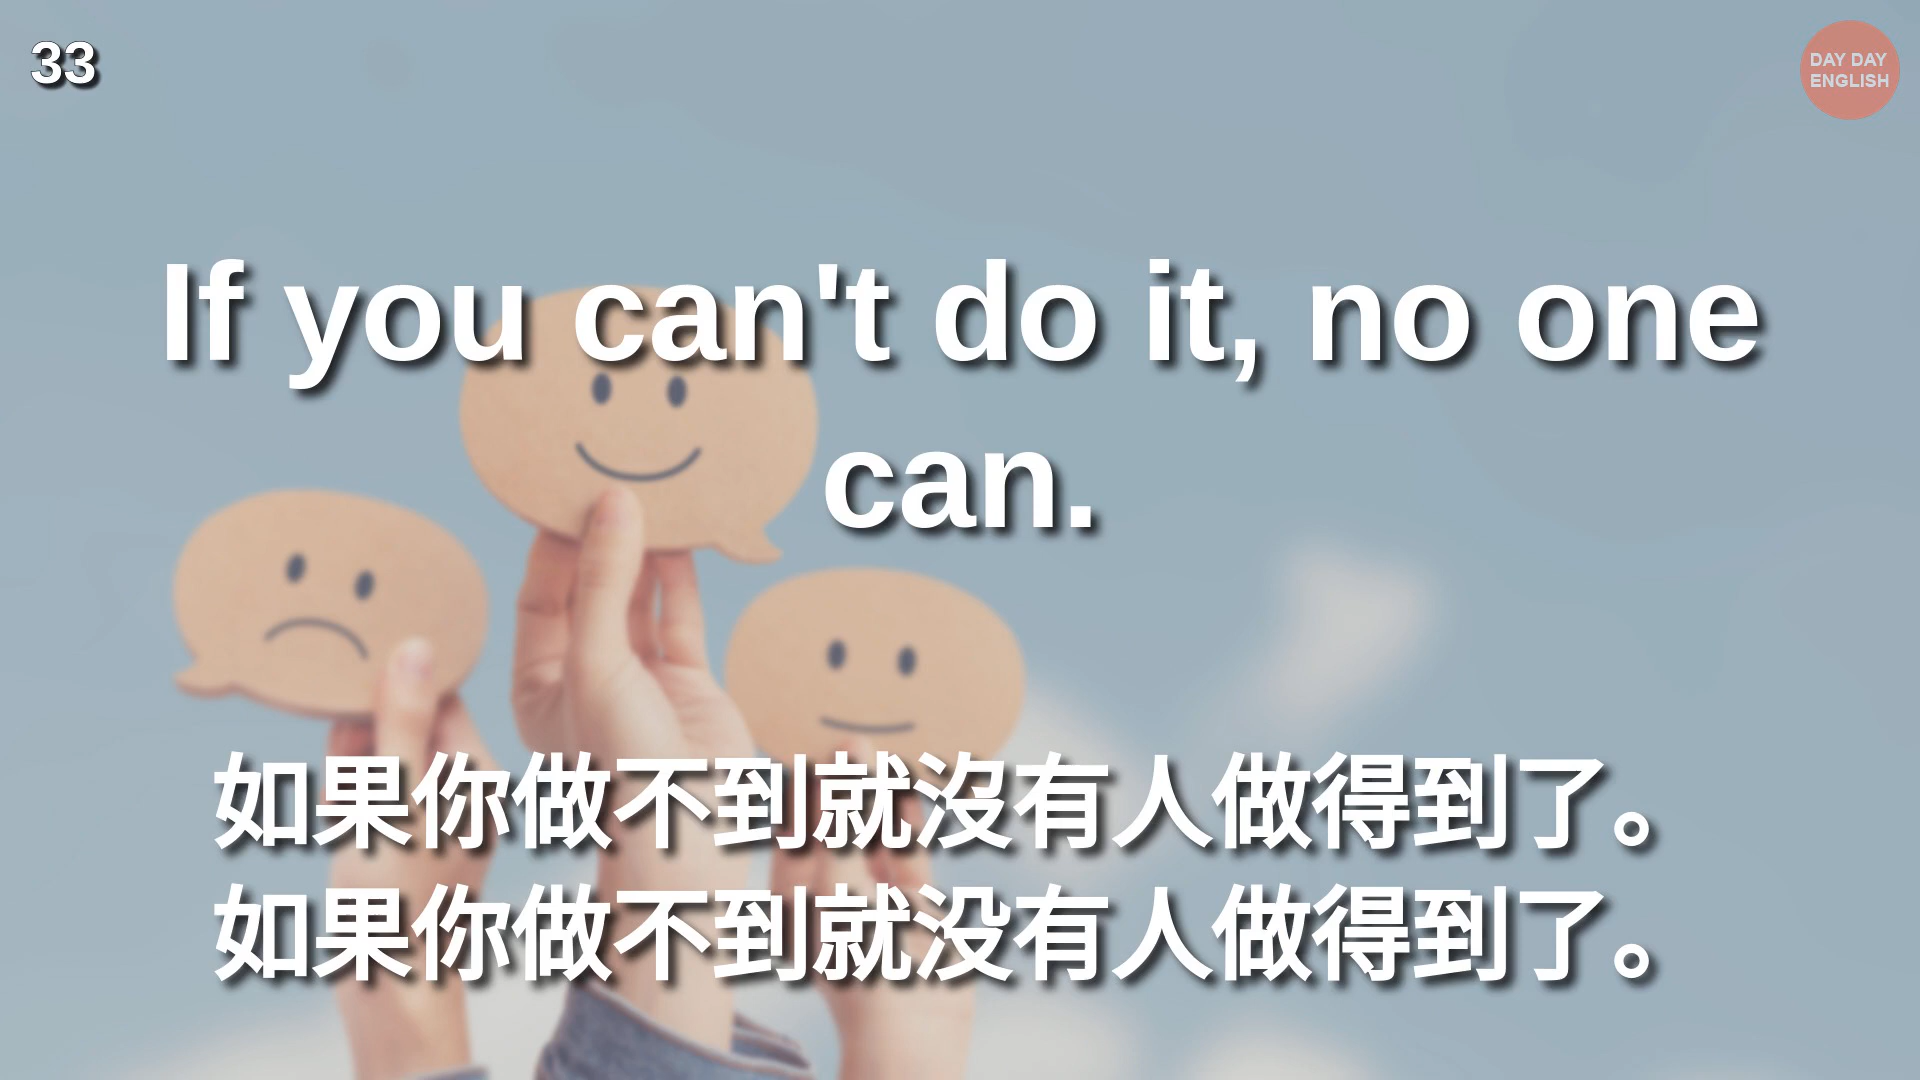 33
DAY DAY
ENGLISH
If you can't do it, no one
can.
如果你做不到就沒有人做得到了。
如果你做不到就没有人做得到了。